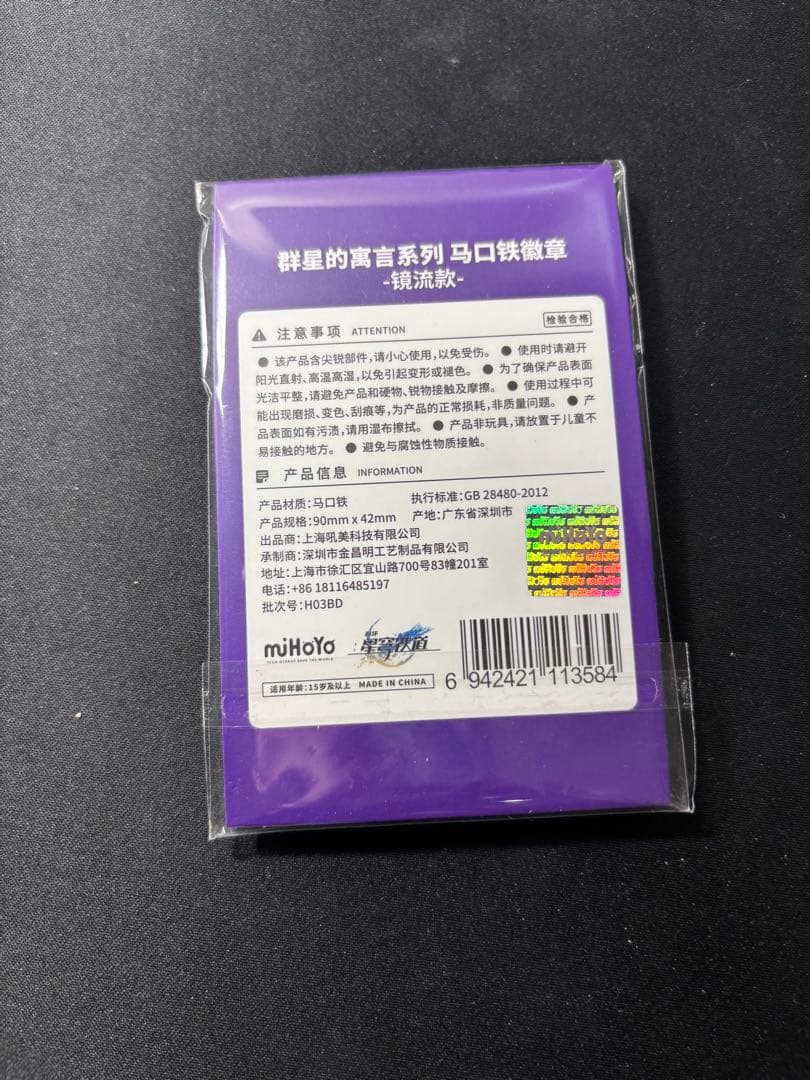 群星的寓言系列 马口铁徽章
-镜流款-
注意事项 ATTENTION
检验合格
● 该产品含尖锐部件,请小心使用,以免受伤。 ● 使用时请避开
阳光直射、高温高湿,以免引起变形或褪色。 ● 为了确保产品表面
光洁平整,请避免产品和硬物、锐物接触及摩擦。 ● 使用过程中可
能出现磨损、变色、刮痕等,为产品的正常损耗,非质量问题。 ● 产
品表面如有污渍,请用湿布擦拭。 ● 产品非玩具,请放置于儿童不
易接触的地方。 ● 避免与腐蚀性物质接触。
产品信息 INFORMATION
产品材质:马口铁 执行标准:GB 28480-2012
产品规格:90mm x 42mm 产地:广东省深圳市
出品商:上海吼美科技有限公司
承制商:深圳市金昌明工艺制品有限公司
地址:上海市徐汇区宜山路700号83幢201室
电话:+86 18116485197
批次号:H03BD
miHoYo
miHoYo
TECH OTAKUS SAVE THE WORLD
崩坏
星穹铁道
适用年龄:15岁及以上 MADE IN CHINA
6 942421 113584